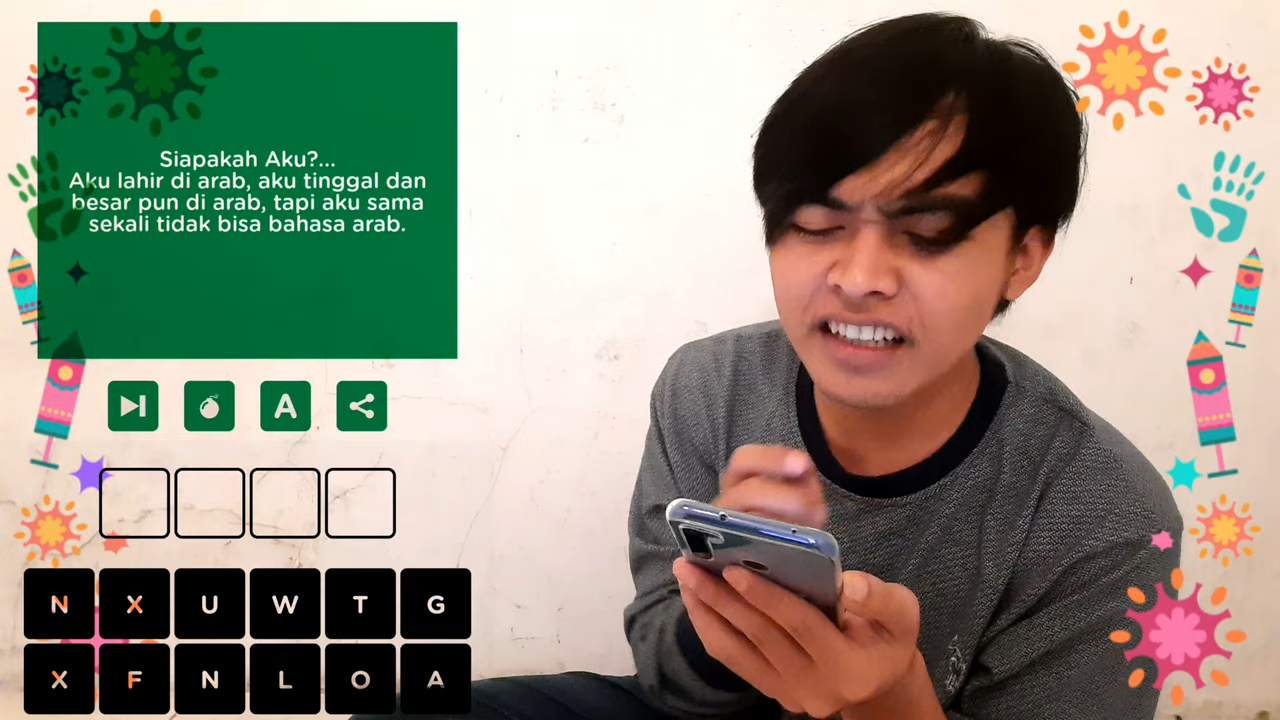 Siapakah Aku?...
Aku lahir di arab, aku tinggal dan
besar pun di arab, tapi aku sama
sekali tidak bisa bahasa arab.
A
N X U W T G
X F N L O A